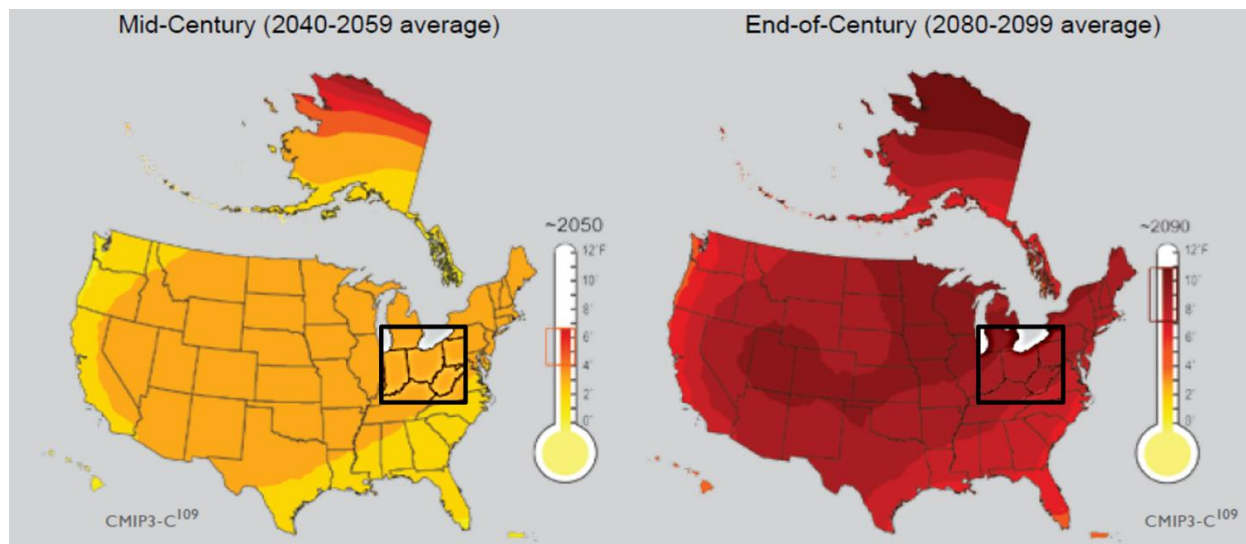 Mid-Century (2040-2059 average)
End-of-Century (2080-2099 average)
~2050
12°F
10°
8°
6°
4°
2°
0°
CMIP3-C109
~2090
12°F
10°
8°
6°
4°
2°
0°
CMIP3-C109